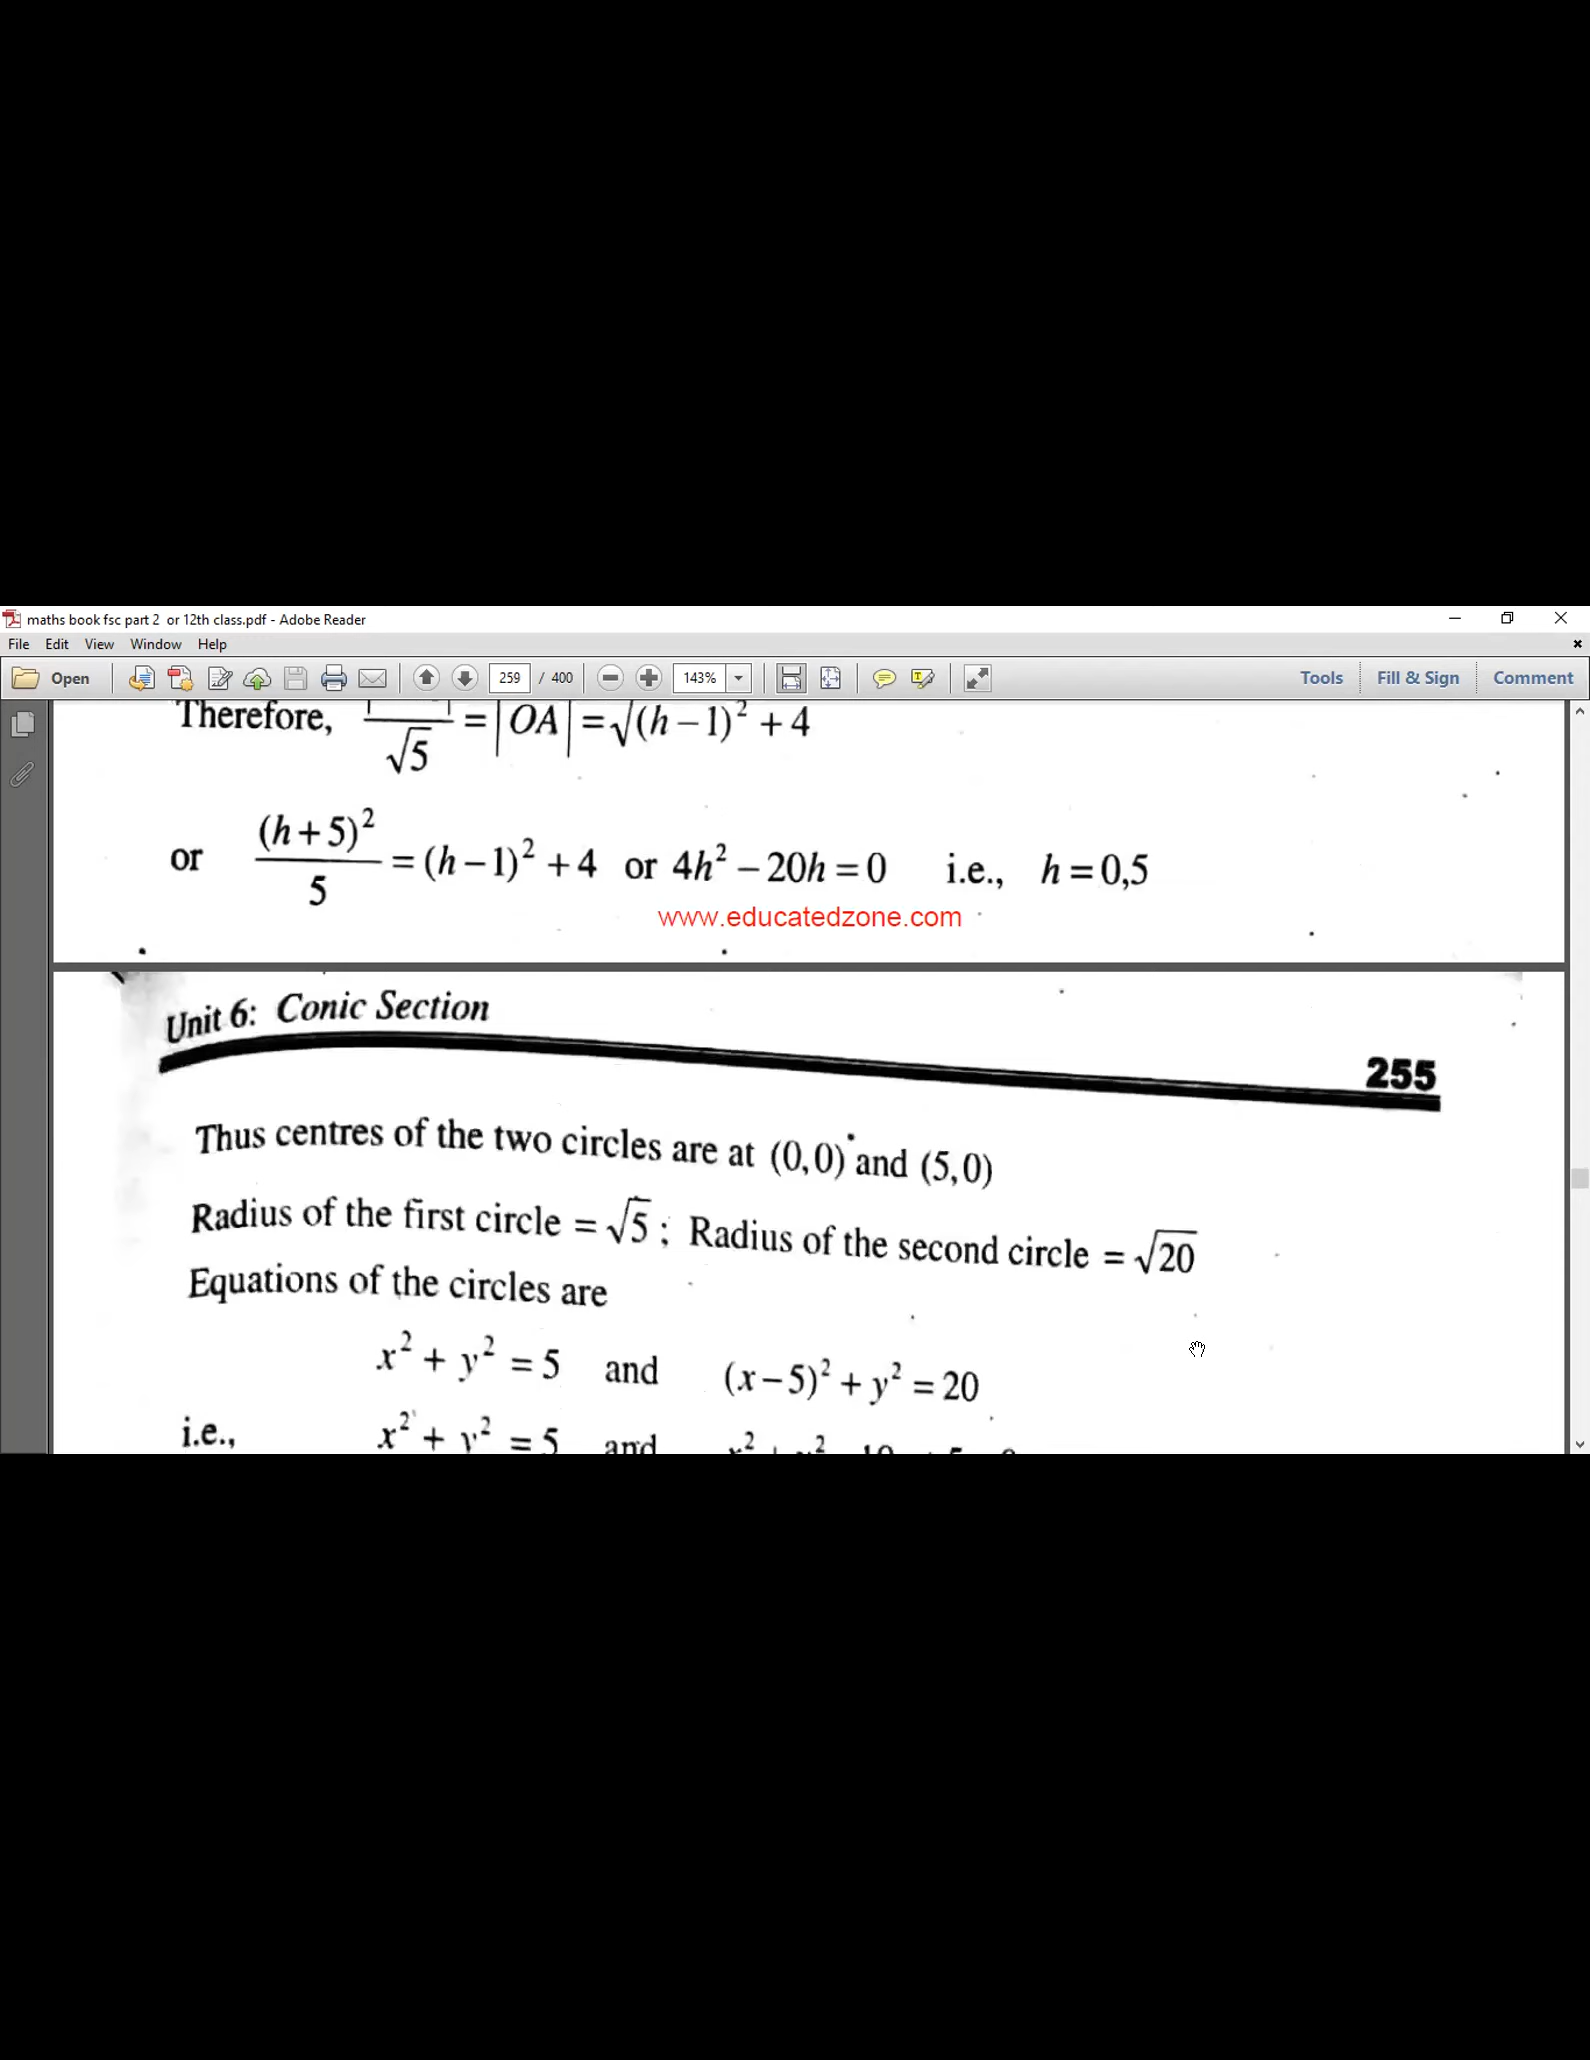 maths book fsc part 2 or 12th class.pdf - Adobe Reader
File Edit View Window Help
Open 259 / 400 143% Tools Fill & Sign Comment
Therefore, √5 = |OA| = √(h − 1)² + 4
or (h + 5)² / 5 = (h − 1)² + 4 or 4h² − 20h = 0 i.e., h = 0,5
www.educatedzone.com
Unit 6: Conic Section
255
Thus centres of the two circles are at (0,0) and (5,0)
Radius of the first circle = √5 ; Radius of the second circle = √20
Equations of the circles are
x² + y² = 5 and (x − 5)² + y² = 20
i.e., x² + y² = 5 and